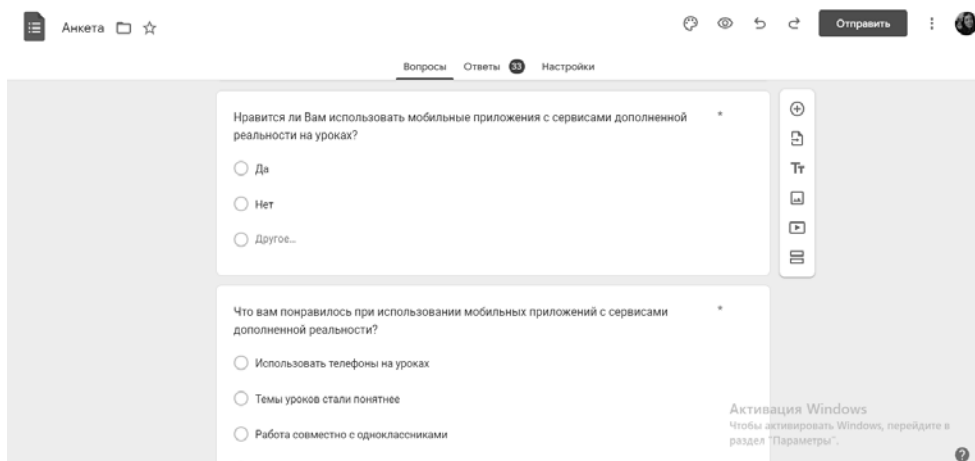 Анкета
Отправить
Вопросы Ответы 33 Настройки
Нравится ли Вам использовать мобильные приложения с сервисами дополненной *
реальности на уроках?
Да
Нет
Другое...
Тт
Что вам понравилось при использовании мобильных приложений с сервисами *
дополненной реальности?
Использовать телефоны на уроках
Темы уроков стали понятнее
Работа совместно с одноклассниками
Активация Windows
Чтобы активировать Windows, перейдите в
раздел "Параметры".